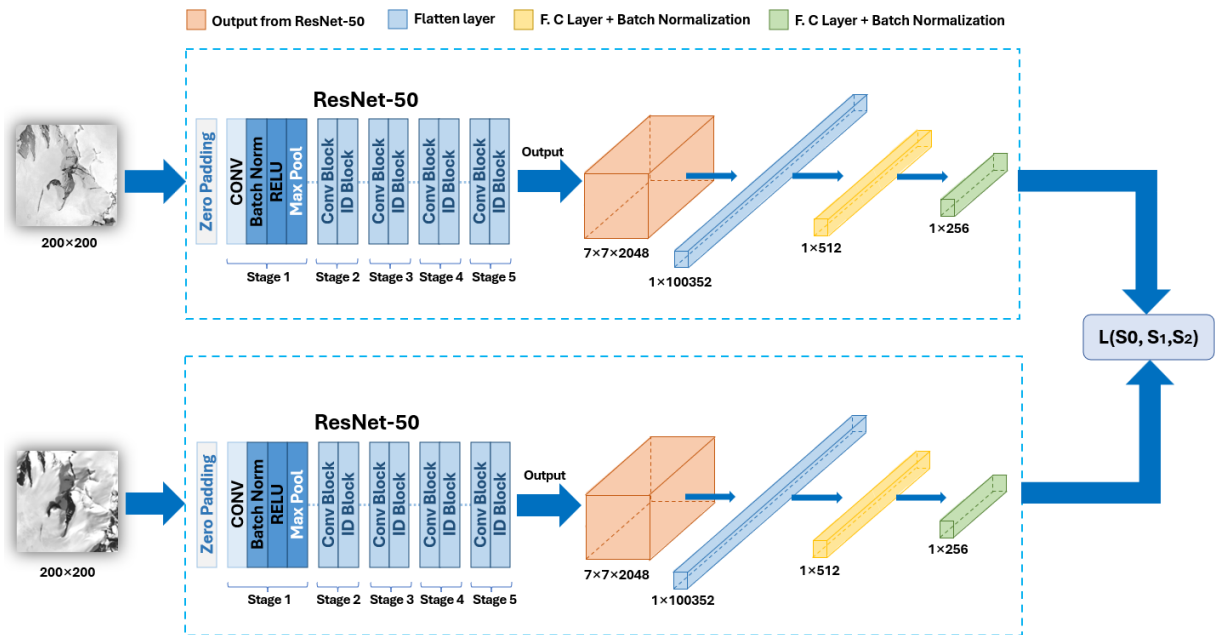 Output from ResNet-50 Flatten layer F. C Layer + Batch Normalization F. C Layer + Batch Normalization
ResNet-50
Zero Padding
CONV
Batch Norm
RELU
Max Pool
Conv Block
ID Block
Conv Block
ID Block
Conv Block
ID Block
Conv Block
ID Block
Output
200×200
7×7×2048
1×100352
1×512
1×256
Stage 1 Stage 2 Stage 3 Stage 4 Stage 5
L(S0, S1,S2)
ResNet-50
Zero Padding
CONV
Batch Norm
RELU
Max Pool
Conv Block
ID Block
Conv Block
ID Block
Conv Block
ID Block
Conv Block
ID Block
Output
200×200
7×7×2048
1×100352
1×512
1×256
Stage 1 Stage 2 Stage 3 Stage 4 Stage 5